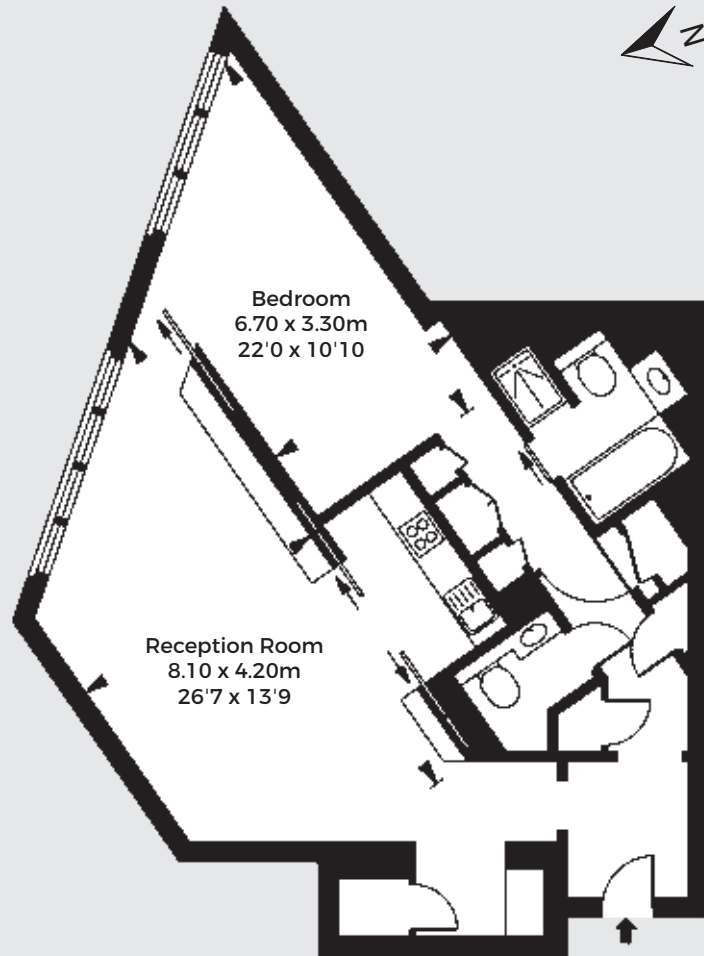 N
Bedroom
6.70 x 3.30m
22'0 x 10'10
Reception Room
8.10 x 4.20m
26'7 x 13'9